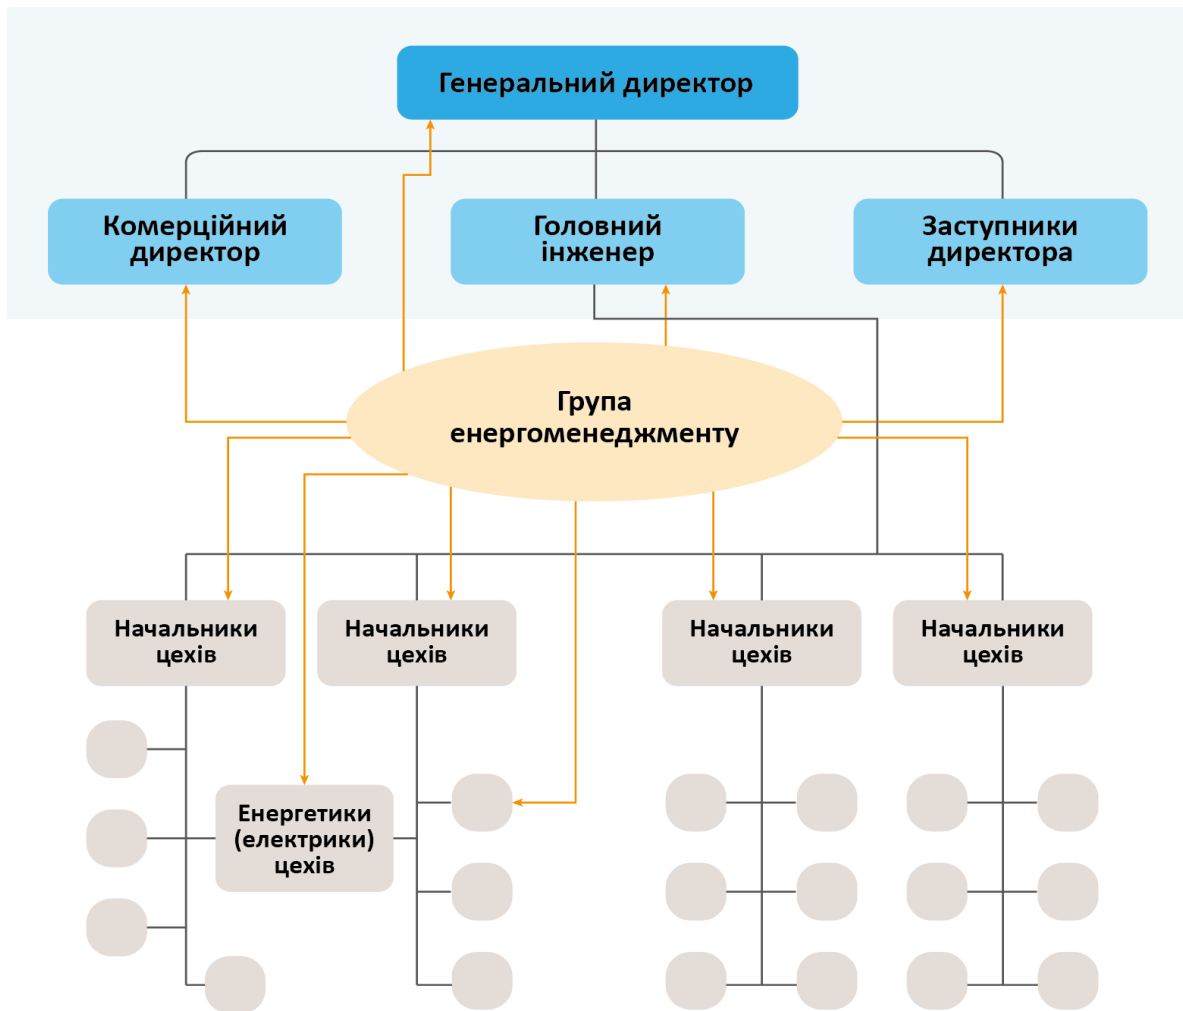 Генеральний директор
Комерційний
директор
Головний
інженер
Заступники
директора
Група
енергоменеджменту
Начальники
цехів
Начальники
цехів
Начальники
цехів
Начальники
цехів
Енергетики
(електрики)
цехів